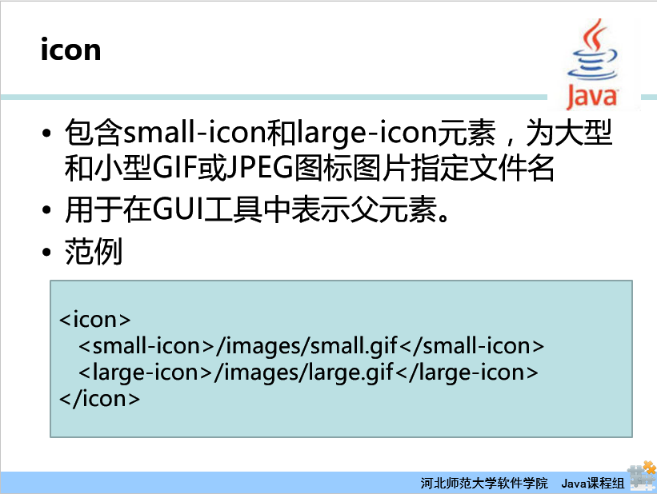 icon
Java
• 包含small-icon和large-icon元素，为大型
和小型GIF或JPEG图标图片指定文件名
• 用于在GUI工具中表示父元素。
• 范例
<icon>
<small-icon>/images/small.gif</small-icon>
<large-icon>/images/large.gif</large-icon>
</icon>
河北师范大学软件学院 Java课程组